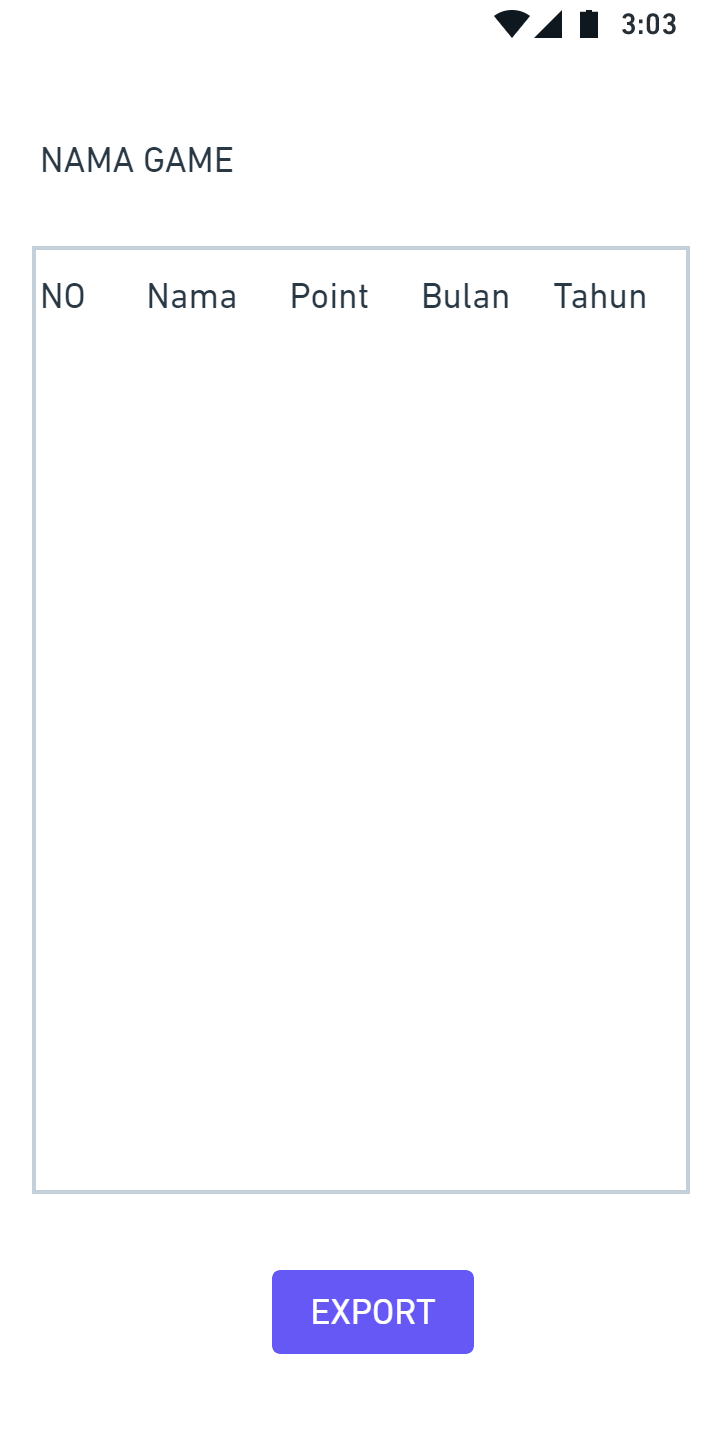 3:03
NAMA GAME
NO Nama Point Bulan Tahun
EXPORT